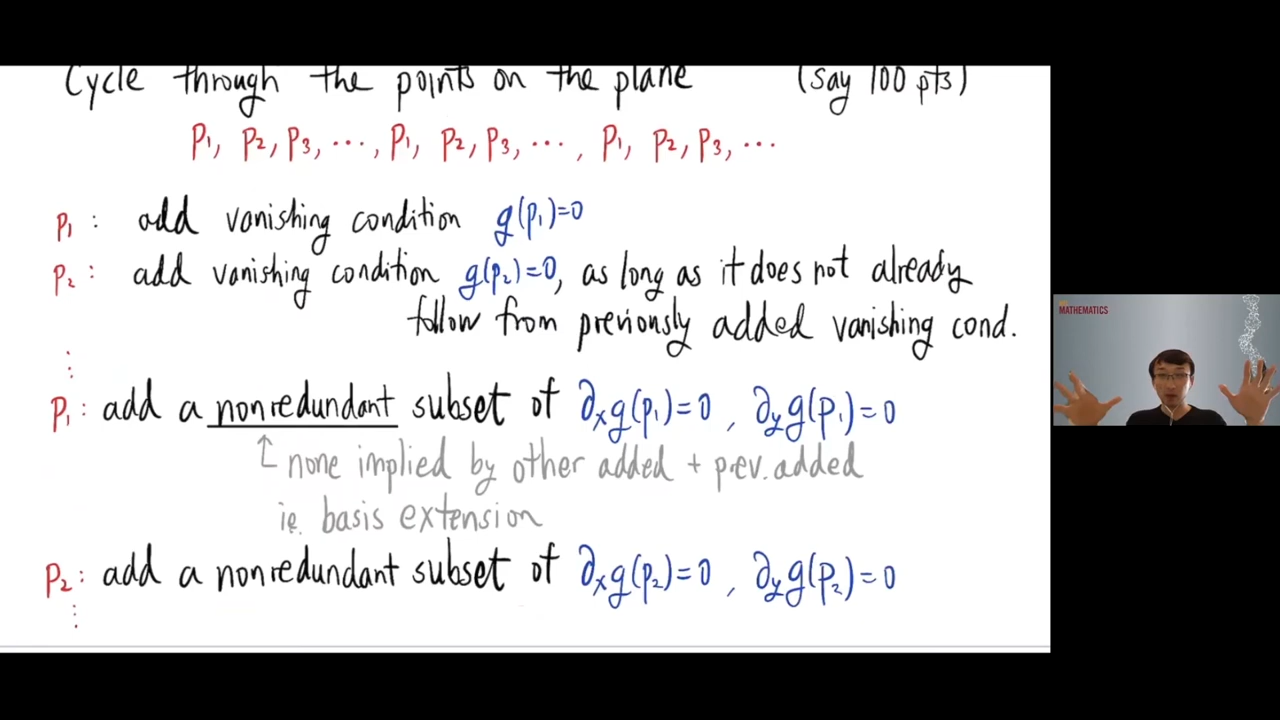 Cycle through the points on the plane (say 100 pts)
p₁, p₂, p₃, ⋯, p₁, p₂, p₃, ⋯, p₁, p₂, p₃, ⋯
p₁: add vanishing condition g(p₁)=0
p₂: add vanishing condition g(p₂)=0, as long as it does not already
follow from previously added vanishing cond.
⋮
p₁: add a nonredundant subset of ∂ₓg(p₁)=0, ∂ᵧg(p₁)=0
↑ none implied by other added + prev. added
ie. basis extension
p₂: add a nonredundant subset of ∂ₓg(p₂)=0, ∂ᵧg(p₂)=0
⋮
MATHEMATICS